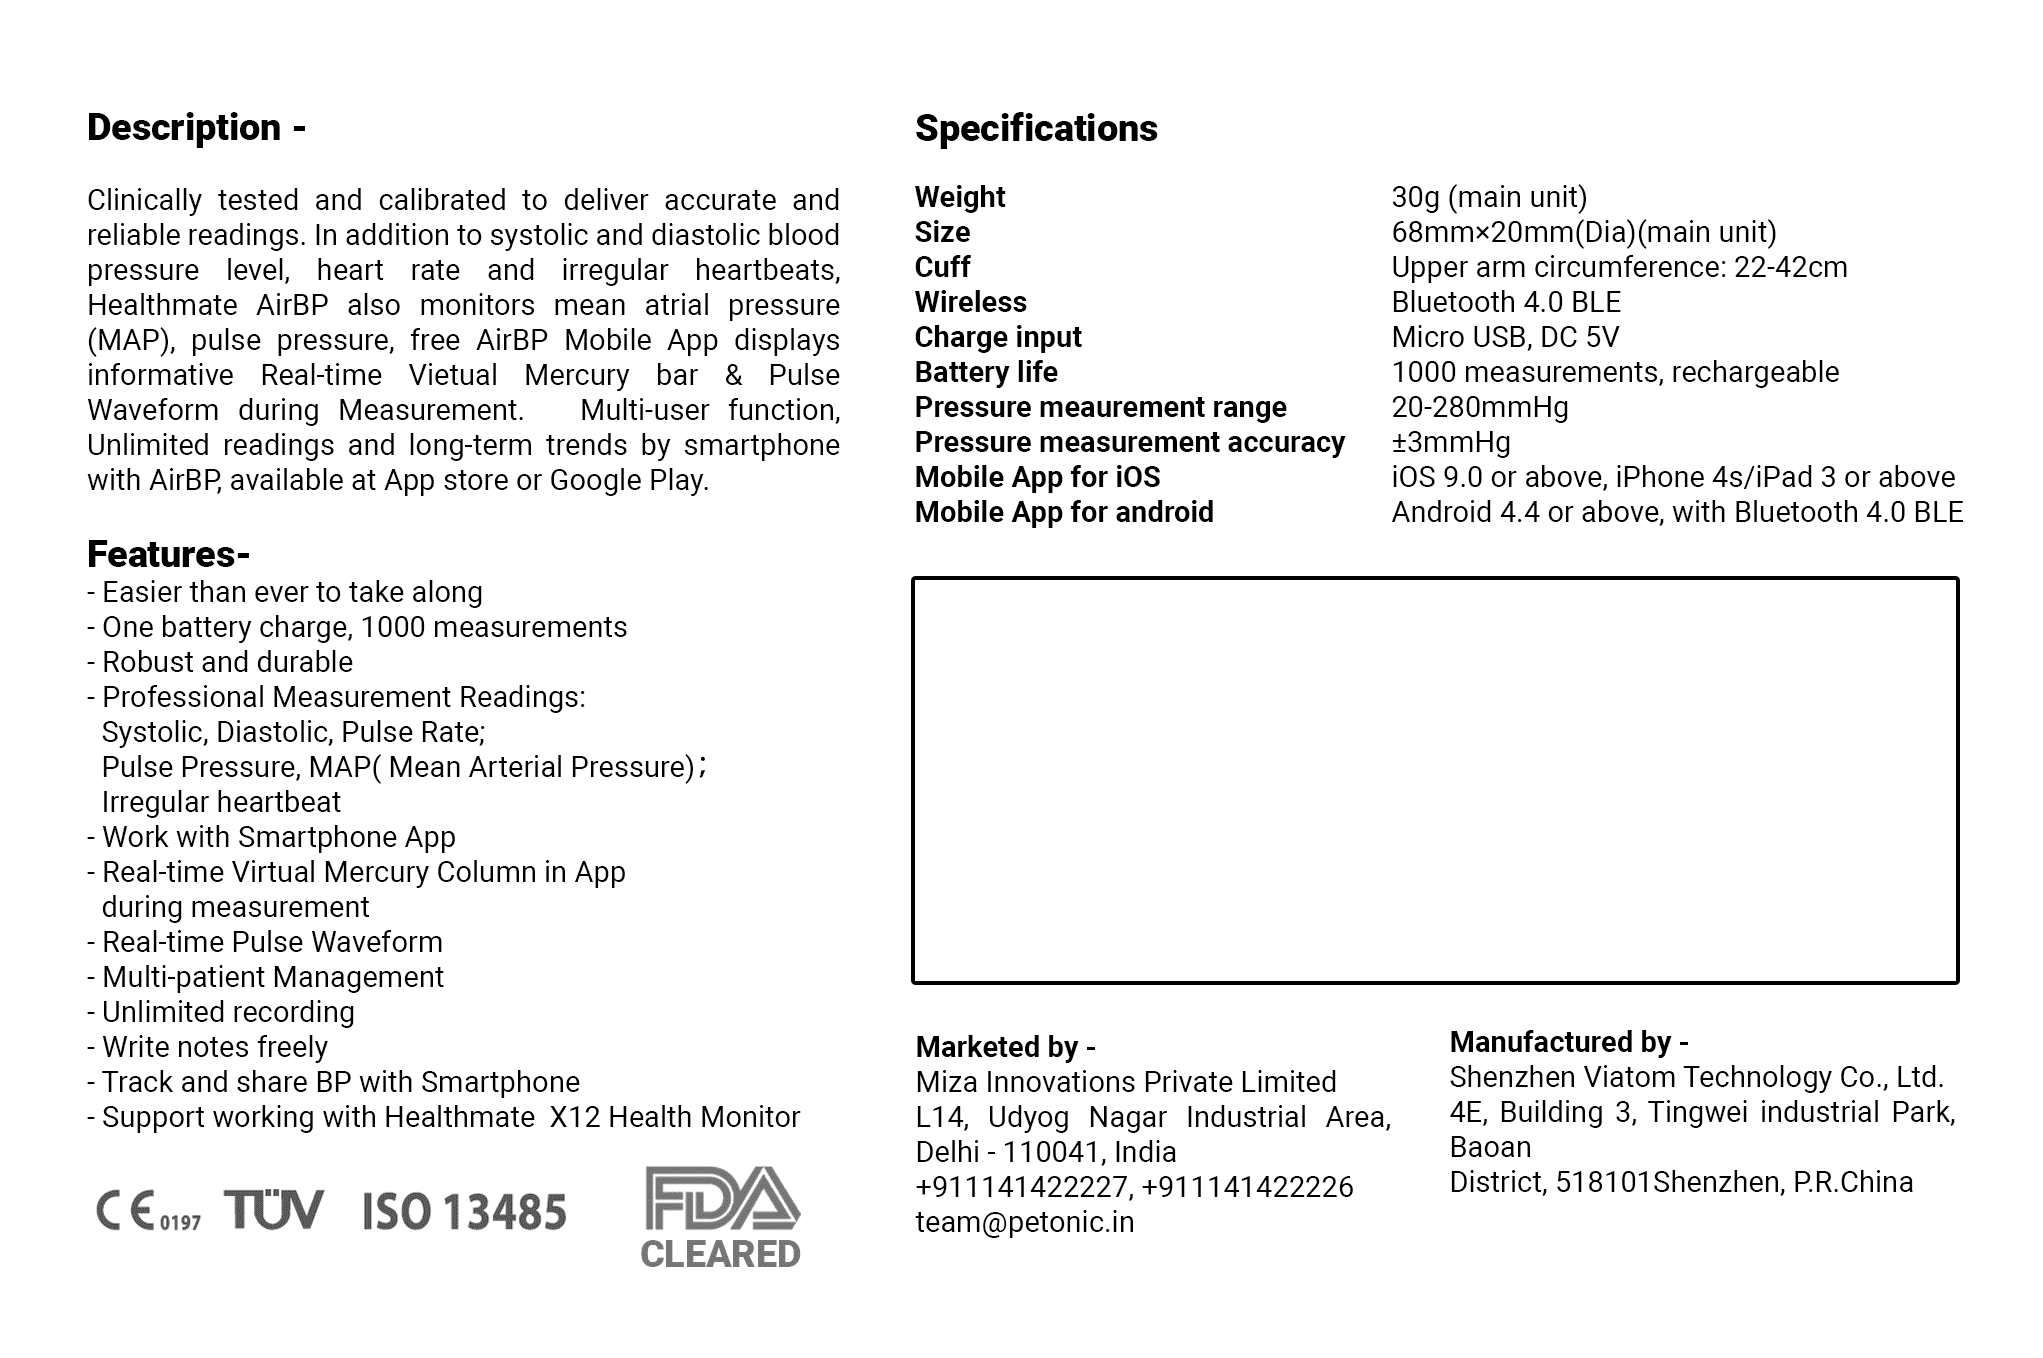 Description -
Clinically tested and calibrated to deliver accurate and
reliable readings. In addition to systolic and diastolic blood
pressure level, heart rate and irregular heartbeats,
Healthmate AirBP also monitors mean atrial pressure
(MAP), pulse pressure, free AirBP Mobile App displays
informative Real-time Vietual Mercury bar & Pulse
Waveform during Measurement. Multi-user function,
Unlimited readings and long-term trends by smartphone
with AirBP, available at App store or Google Play.
Features-
- Easier than ever to take along
- One battery charge, 1000 measurements
- Robust and durable
- Professional Measurement Readings:
Systolic, Diastolic, Pulse Rate;
Pulse Pressure, MAP( Mean Arterial Pressure);
Irregular heartbeat
- Work with Smartphone App
- Real-time Virtual Mercury Column in App
during measurement
- Real-time Pulse Waveform
- Multi-patient Management
- Unlimited recording
- Write notes freely
- Track and share BP with Smartphone
- Support working with Healthmate X12 Health Monitor
CE 0197 TÜV ISO 13485 FDA
CLEARED
Specifications
Weight 30g (main unit)
Size 68mm×20mm(Dia)(main unit)
Cuff Upper arm circumference: 22-42cm
Wireless Bluetooth 4.0 BLE
Charge input Micro USB, DC 5V
Battery life 1000 measurements, rechargeable
Pressure meaurement range 20-280mmHg
Pressure measurement accuracy ±3mmHg
Mobile App for iOS iOS 9.0 or above, iPhone 4s/iPad 3 or above
Mobile App for android Android 4.4 or above, with Bluetooth 4.0 BLE
Marketed by -
Miza Innovations Private Limited
L14, Udyog Nagar Industrial Area,
Delhi - 110041, India
+911141422227, +911141422226
team@petonic.in
Manufactured by -
Shenzhen Viatom Technology Co., Ltd.
4E, Building 3, Tingwei industrial Park,
Baoan
District, 518101Shenzhen, P.R.China